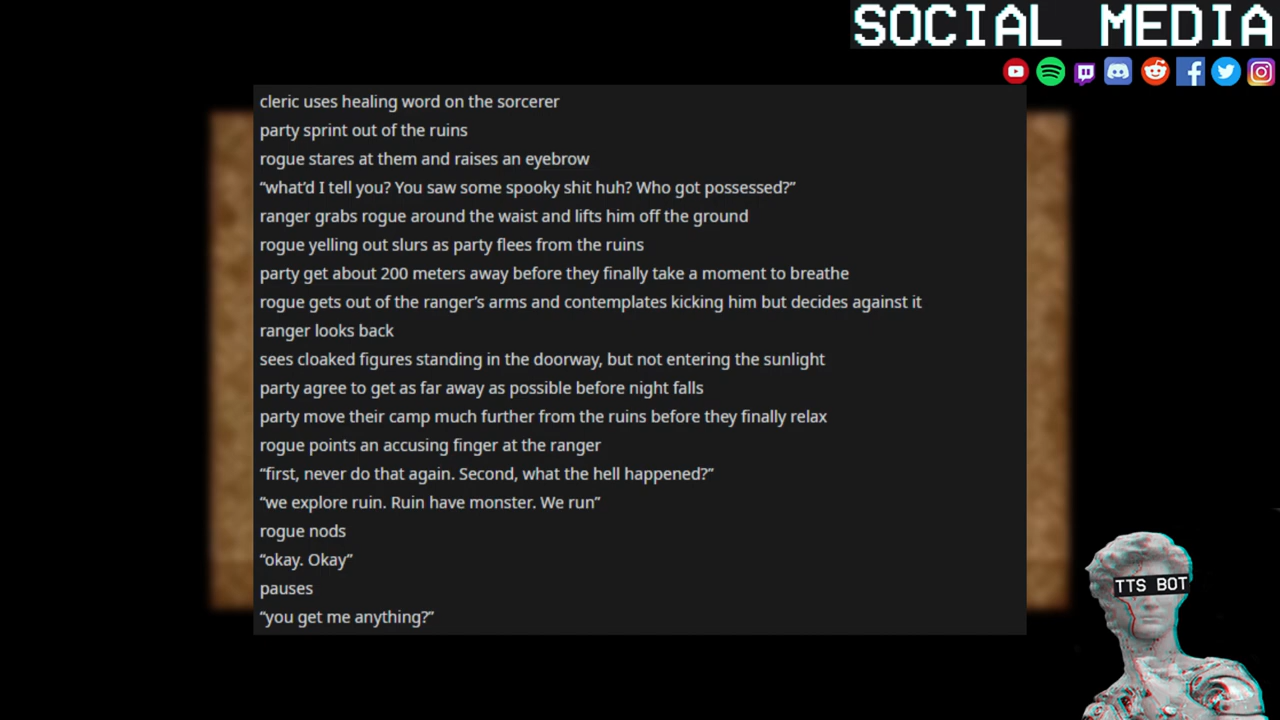 SOCIAL MEDIA
cleric uses healing word on the sorcerer
party sprint out of the ruins
rogue stares at them and raises an eyebrow
“what’d I tell you? You saw some spooky shit huh? Who got possessed?”
ranger grabs rogue around the waist and lifts him off the ground
rogue yelling out slurs as party flees from the ruins
party get about 200 meters away before they finally take a moment to breathe
rogue gets out of the ranger’s arms and contemplates kicking him but decides against it
ranger looks back
sees cloaked figures standing in the doorway, but not entering the sunlight
party agree to get as far away as possible before night falls
party move their camp much further from the ruins before they finally relax
rogue points an accusing finger at the ranger
“first, never do that again. Second, what the hell happened?”
“we explore ruin. Ruin have monster. We run”
rogue nods
“okay. Okay”
pauses
“you get me anything?”
TTS BOT